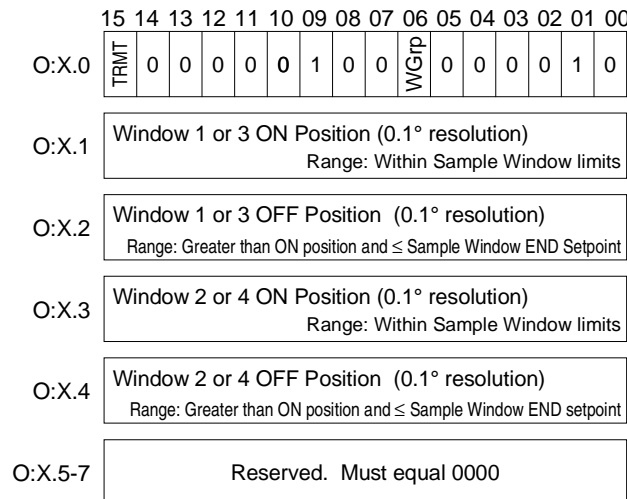 15 14 13 12 11 10 09 08 07 06 05 04 03 02 01 00
O:X.0 TRMT 0 0 0 0 0 1 0 0 WGrp 0 0 0 0 1 0
O:X.1 Window 1 or 3 ON Position (0.1° resolution)
Range: Within Sample Window limits
O:X.2 Window 1 or 3 OFF Position (0.1° resolution)
Range: Greater than ON position and ≤ Sample Window END Setpoint
O:X.3 Window 2 or 4 ON Position (0.1° resolution)
Range: Within Sample Window limits
O:X.4 Window 2 or 4 OFF Position (0.1° resolution)
Range: Greater than ON position and ≤ Sample Window END setpoint
O:X.5-7 Reserved. Must equal 0000